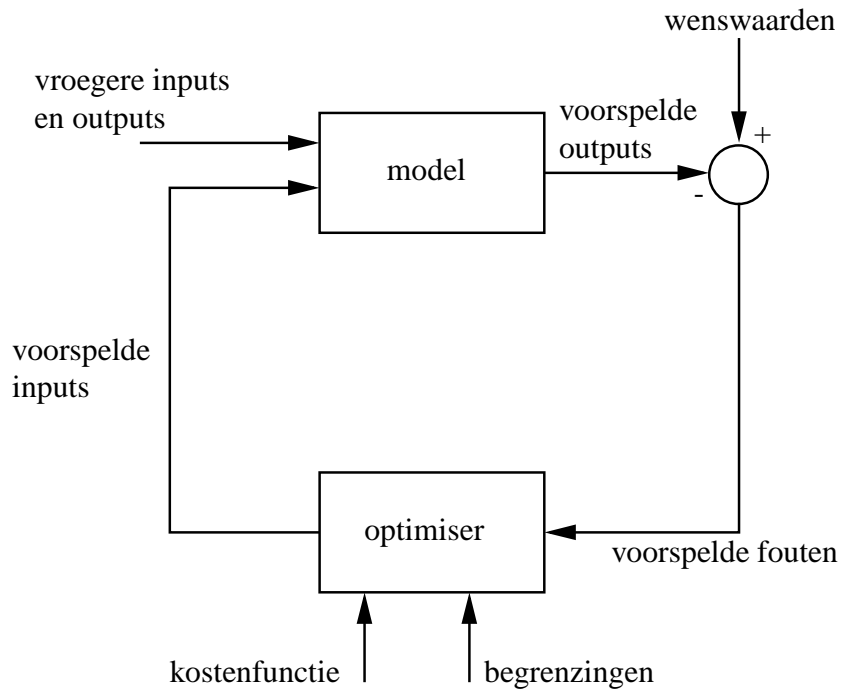 wenswaarden
vroegere inputs
en outputs
voorspelde
outputs
+
model
-
voorspelde
inputs
optimiser
voorspelde fouten
kostenfunctie
begrenzingen